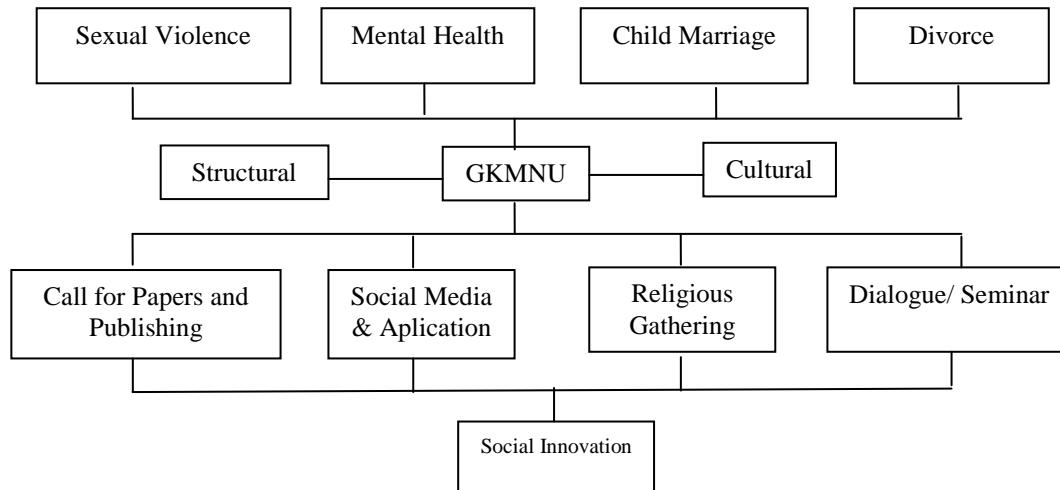 Sexual Violence
Mental Health
Child Marriage
Divorce
Structural
GKMNU
Cultural
Call for Papers and
Publishing
Social Media
& Aplication
Religious
Gathering
Dialogue/ Seminar
Social Innovation